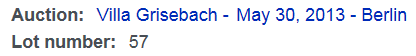 Auction: Villa Grisebach - May 30, 2013 - Berlin
Lot number: 57